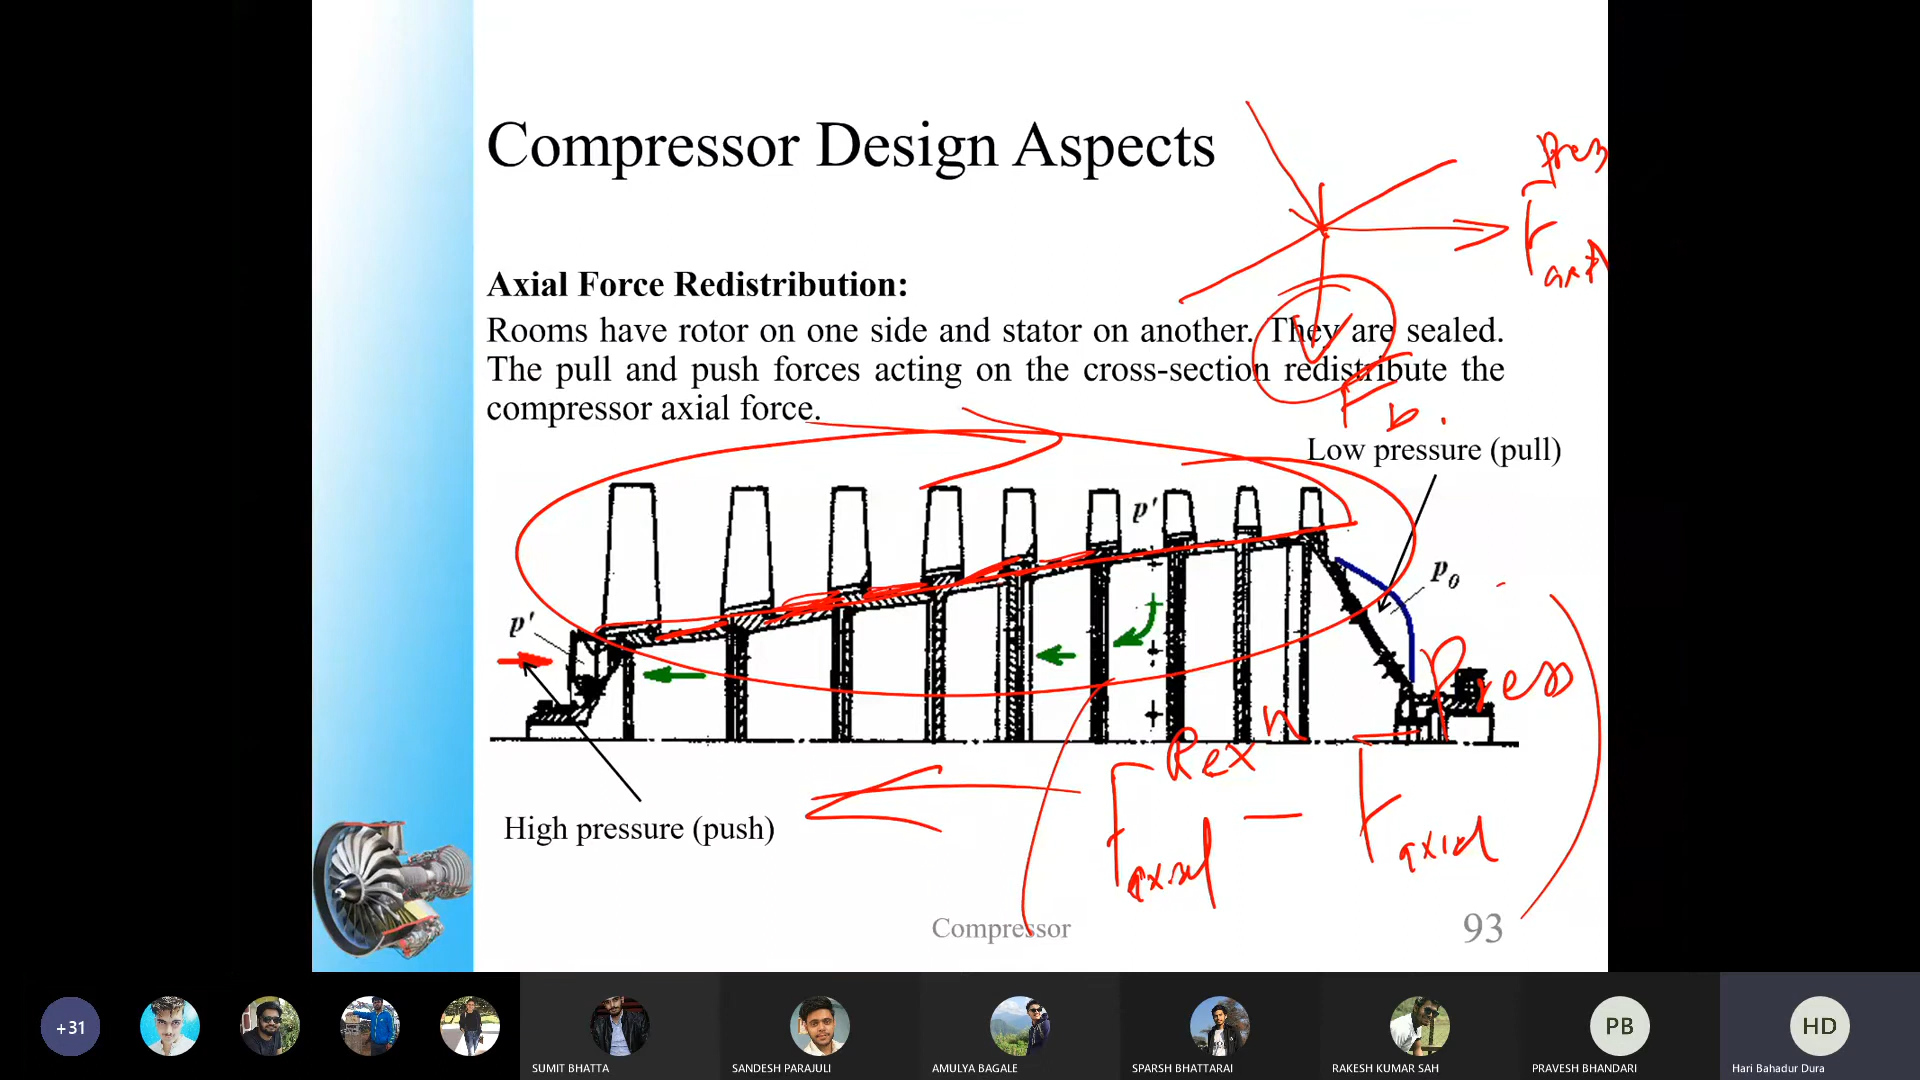 Compressor Design Aspects
Press
F
axial
Axial Force Redistribution:
Rooms have rotor on one side and stator on another. They are sealed.
The pull and push forces acting on the cross-section redistribute the
compressor axial force.
F b.
Low pressure (pull)
p'
p0
p'
Rexn
Press
F axial — F axial
High pressure (push)
Compressor
93
+31
SUMIT BHATTA
SANDESH PARAJULI
AMULYA BAGALE
SPARSH BHATTARAI
RAKESH KUMAR SAH
PB
PRAVESH BHANDARI
HD
Hari Bahadur Dura